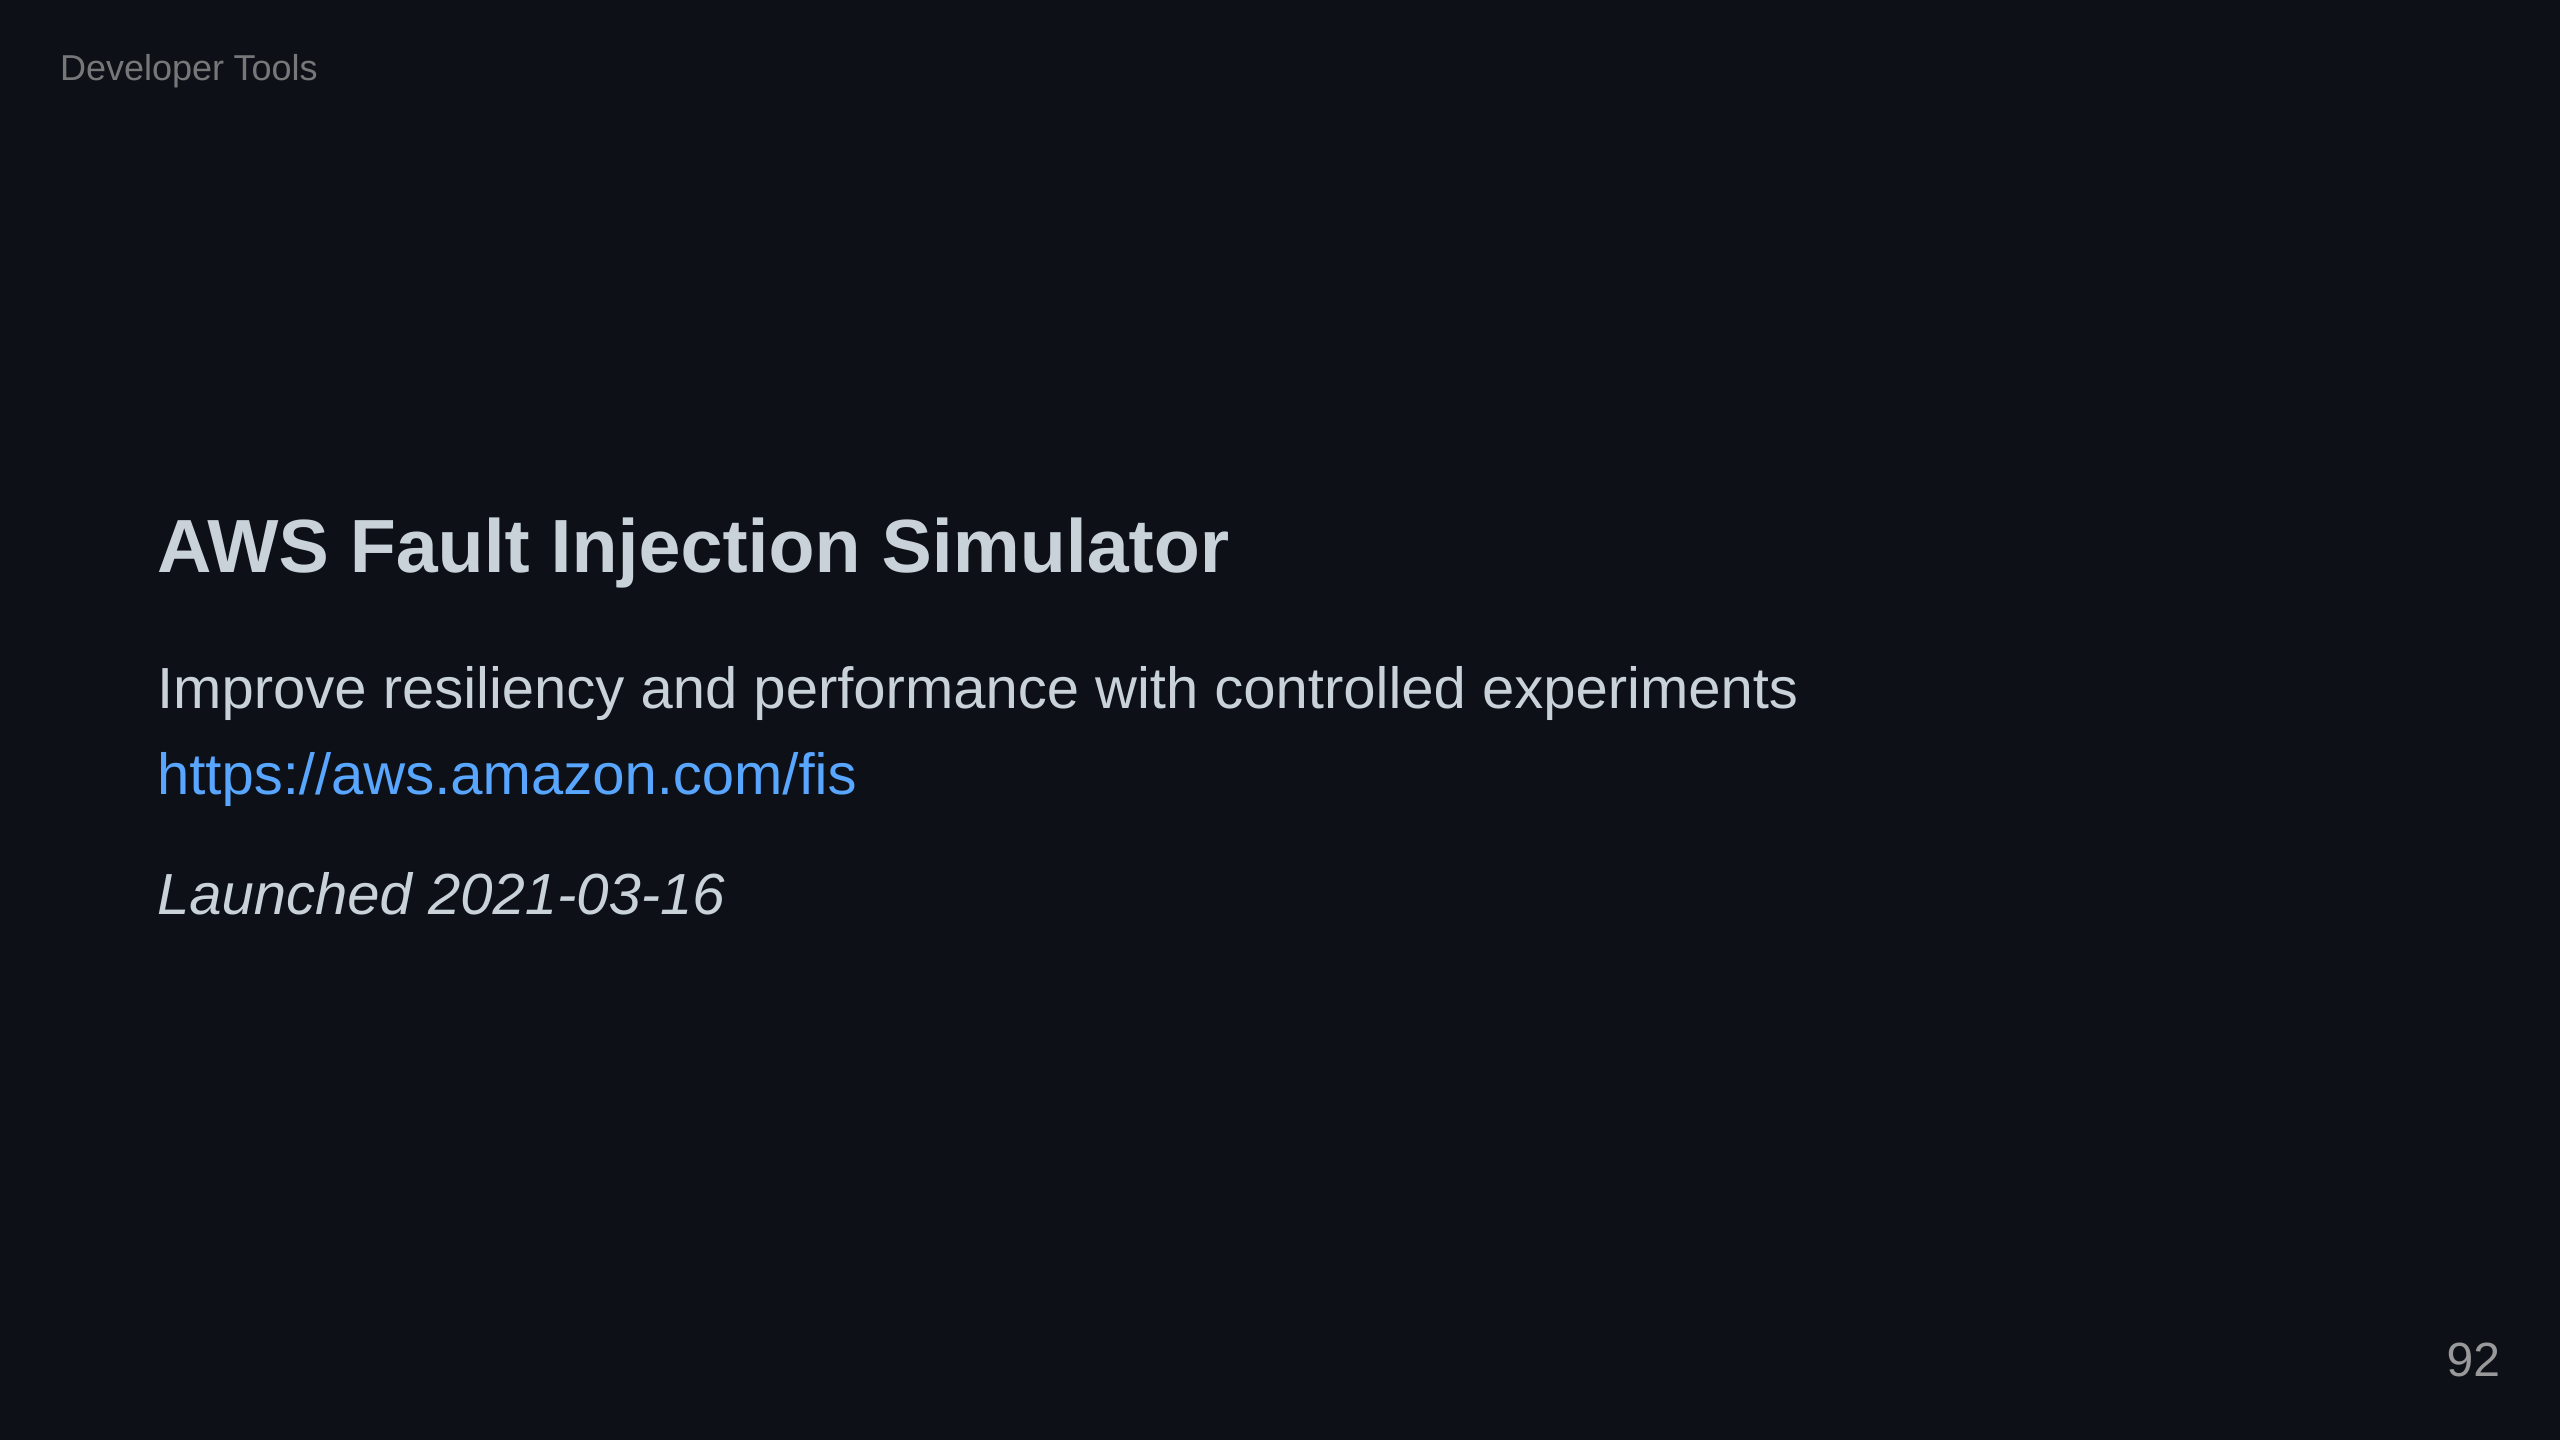 Developer Tools
AWS Fault Injection Simulator
Improve resiliency and performance with controlled experiments
https://aws.amazon.com/fis
Launched 2021-03-16
92